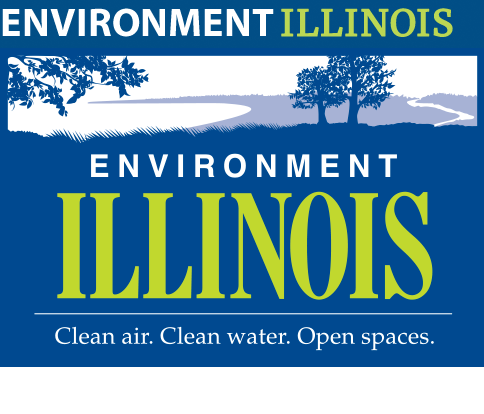 ENVIRONMENT ILLINOIS
ENVIRONMENT
ILLINOIS
Clean air. Clean water. Open spaces.